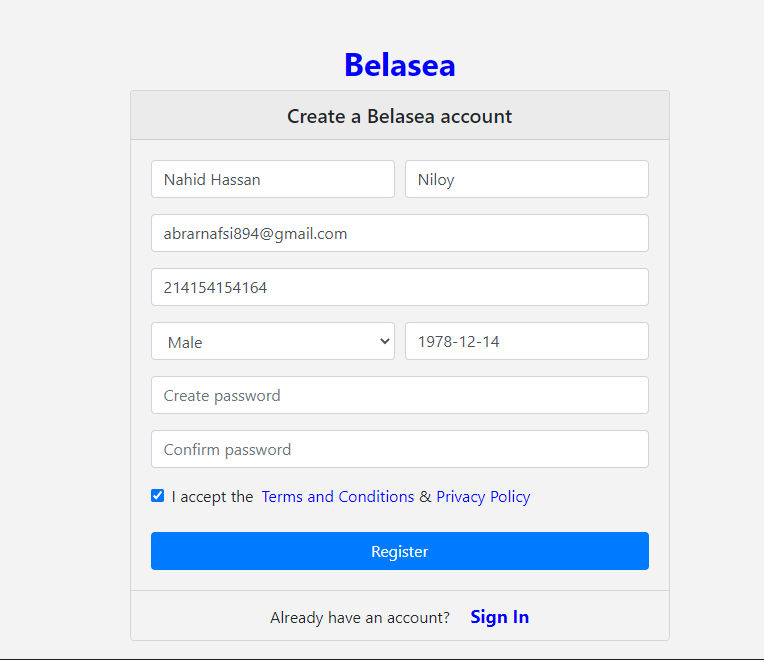 Belasea
Create a Belasea account
Nahid Hassan Niloy
abrarnafsi894@gmail.com
214154154164
Male 1978-12-14
Create password
Confirm password
I accept the Terms and Conditions & Privacy Policy
Register
Already have an account? Sign In